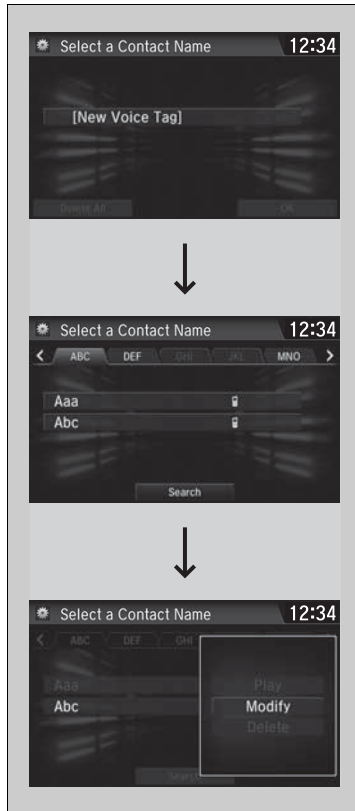 Select a Contact Name 12:34
[New Voice Tag]
Delete All OK
Select a Contact Name 12:34
< ABC DEF GHI JKL MNO >
Aaa
Abc
Search
Select a Contact Name 12:34
< ABC DEF GHI
Aaa Play
Abc Modify
Delete
Search